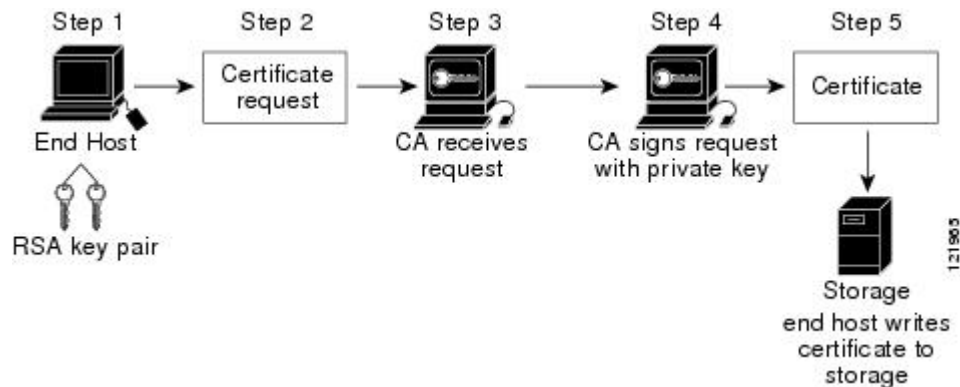 Step 1
Step 2
Step 3
Step 4
Step 5
Certificate
request
Certificate
End Host
CA receives
request
CA signs request
with private key
RSA key pair
Storage
end host writes
certificate to
storage
121965